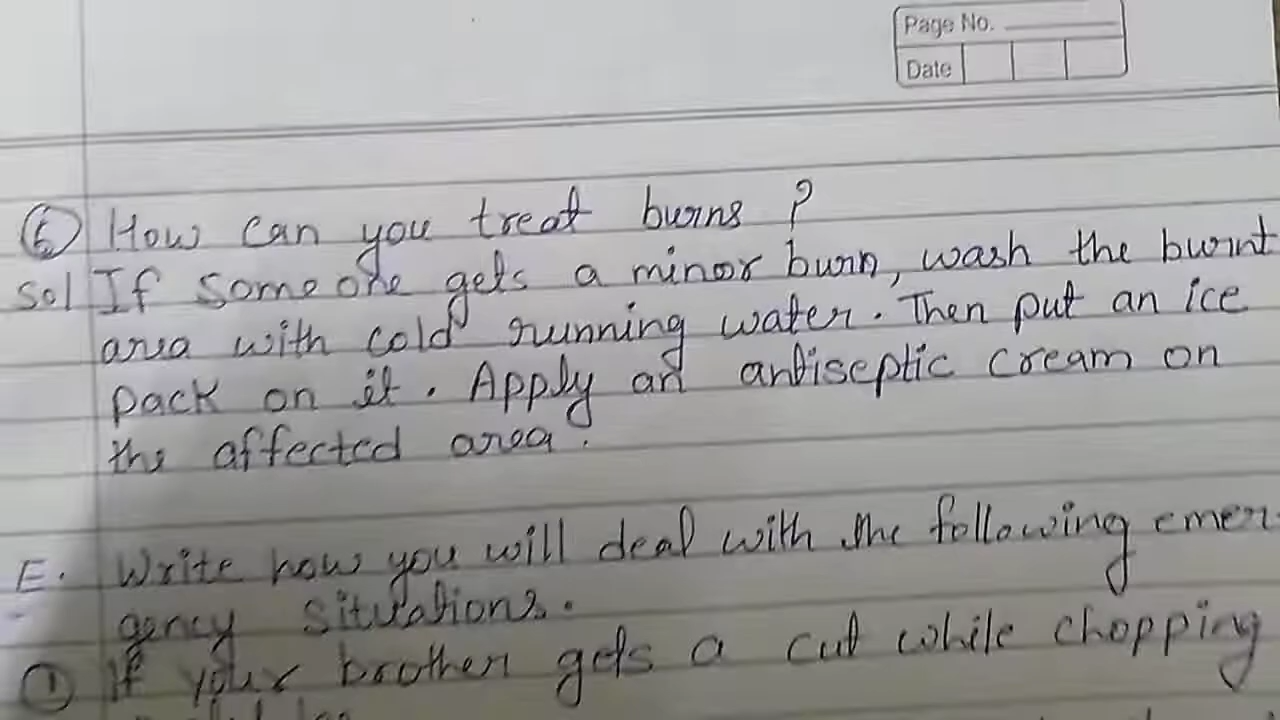 Page No.
Date
6 How can you treat burns ?
Sol If someone gets a minor burn, wash the burnt
area with cold running water. Then put an ice
pack on it. Apply an antiseptic cream on
the affected area.
E. Write how you will deal with the following emer-
gency situations.
1 If your brother gets a cut while chopping